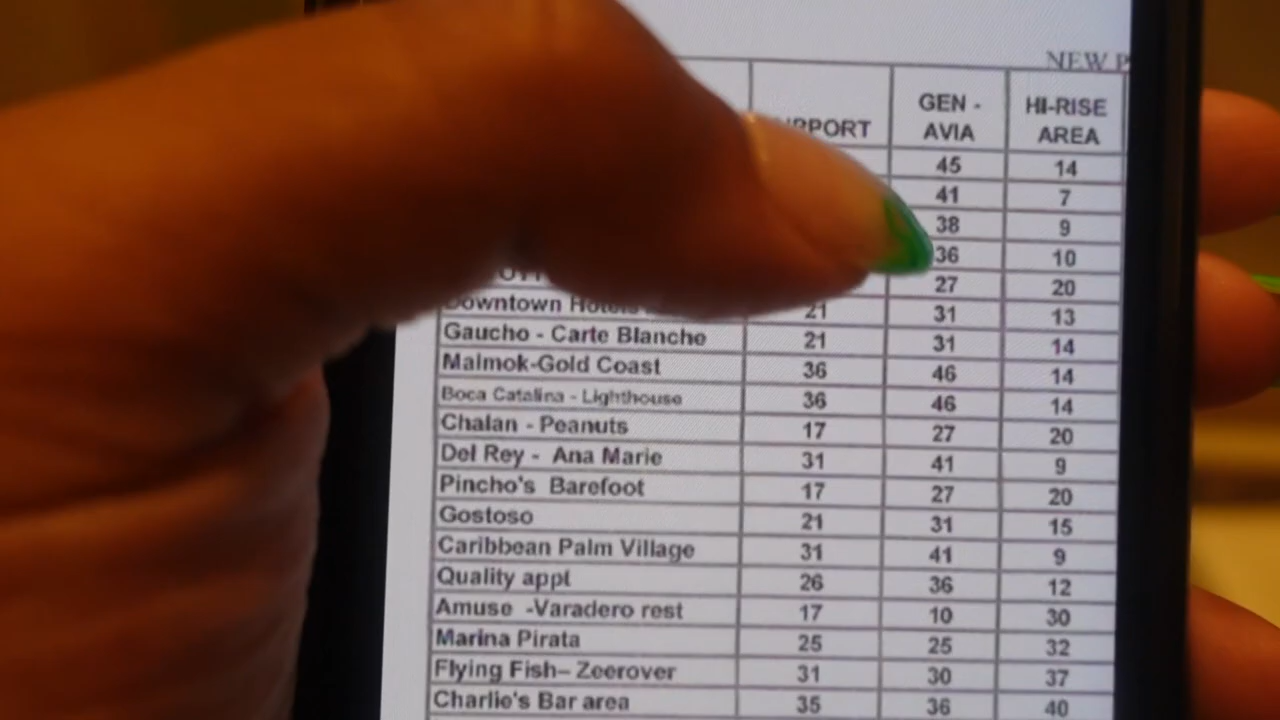 NEW P
GEN - AVIA HI-RISE AREA
45 14
41 7
38 9
36 10
27 20
Downtown Hotels 21 31 13
Gaucho - Carte Blanche 21 31 14
Malmok-Gold Coast 36 46 14
Boca Catalina - Lighthouse 36 46 14
Chalan - Peanuts 17 27 20
Del Rey - Ana Marie 31 41 9
Pincho's Barefoot 17 27 20
Gostoso 21 31 15
Caribbean Palm Village 31 41 9
Quality appt 26 36 12
Amuse -Varadero rest 17 10 30
Marina Pirata 25 25 32
Flying Fish– Zeerover 31 30 37
Charlie's Bar area 35 36 40